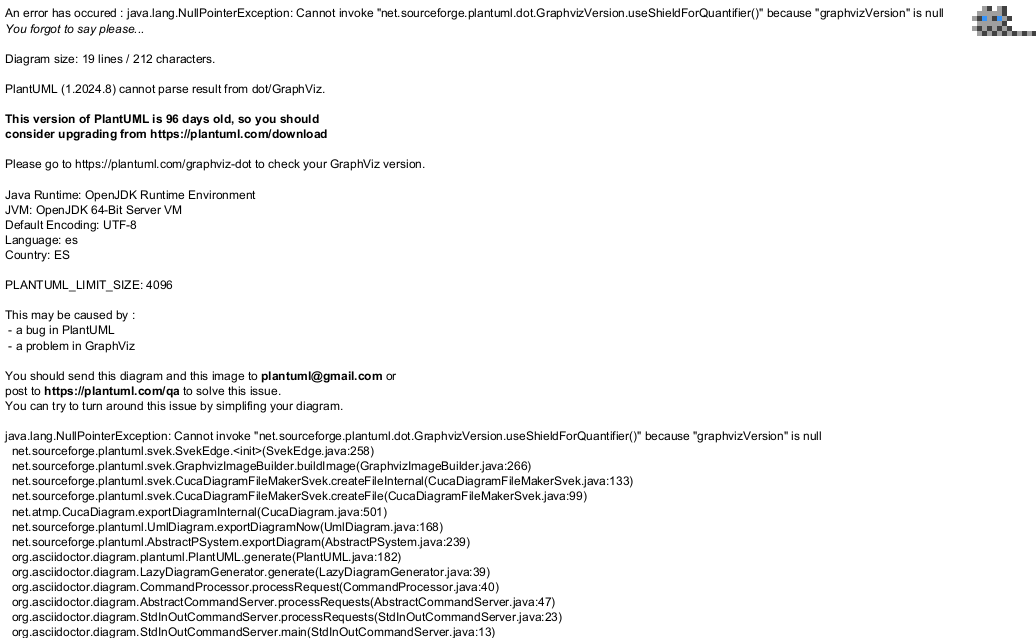 An error has occured : java.lang.NullPointerException: Cannot invoke "net.sourceforge.plantuml.dot.GraphvizVersion.useShieldForQuantifier()" because "graphvizVersion" is null
You forgot to say please...
Diagram size: 19 lines / 212 characters.
PlantUML (1.2024.8) cannot parse result from dot/GraphViz.
This version of PlantUML is 96 days old, so you should
consider upgrading from https://plantuml.com/download
Please go to https://plantuml.com/graphviz-dot to check your GraphViz version.
Java Runtime: OpenJDK Runtime Environment
JVM: OpenJDK 64-Bit Server VM
Default Encoding: UTF-8
Language: es
Country: ES
PLANTUML_LIMIT_SIZE: 4096
This may be caused by :
- a bug in PlantUML
- a problem in GraphViz
You should send this diagram and this image to plantuml@gmail.com or
post to https://plantuml.com/qa to solve this issue.
You can try to turn around this issue by simplifing your diagram.
java.lang.NullPointerException: Cannot invoke "net.sourceforge.plantuml.dot.GraphvizVersion.useShieldForQuantifier()" because "graphvizVersion" is null
net.sourceforge.plantuml.svek.SvekEdge.<init>(SvekEdge.java:258)
net.sourceforge.plantuml.svek.GraphvizImageBuilder.buildImage(GraphvizImageBuilder.java:266)
net.sourceforge.plantuml.svek.CucaDiagramFileMakerSvek.createFileInternal(CucaDiagramFileMakerSvek.java:133)
net.sourceforge.plantuml.svek.CucaDiagramFileMakerSvek.createFile(CucaDiagramFileMakerSvek.java:99)
net.atmp.CucaDiagram.exportDiagramInternal(CucaDiagram.java:501)
net.sourceforge.plantuml.UmlDiagram.exportDiagramNow(UmlDiagram.java:168)
net.sourceforge.plantuml.AbstractPSystem.exportDiagram(AbstractPSystem.java:239)
org.asciidoctor.diagram.plantuml.PlantUML.generate(PlantUML.java:182)
org.asciidoctor.diagram.LazyDiagramGenerator.generate(LazyDiagramGenerator.java:39)
org.asciidoctor.diagram.CommandProcessor.processRequest(CommandProcessor.java:40)
org.asciidoctor.diagram.AbstractCommandServer.processRequests(AbstractCommandServer.java:47)
org.asciidoctor.diagram.StdInOutCommandServer.processRequests(StdInOutCommandServer.java:23)
org.asciidoctor.diagram.StdInOutCommandServer.main(StdInOutCommandServer.java:13)